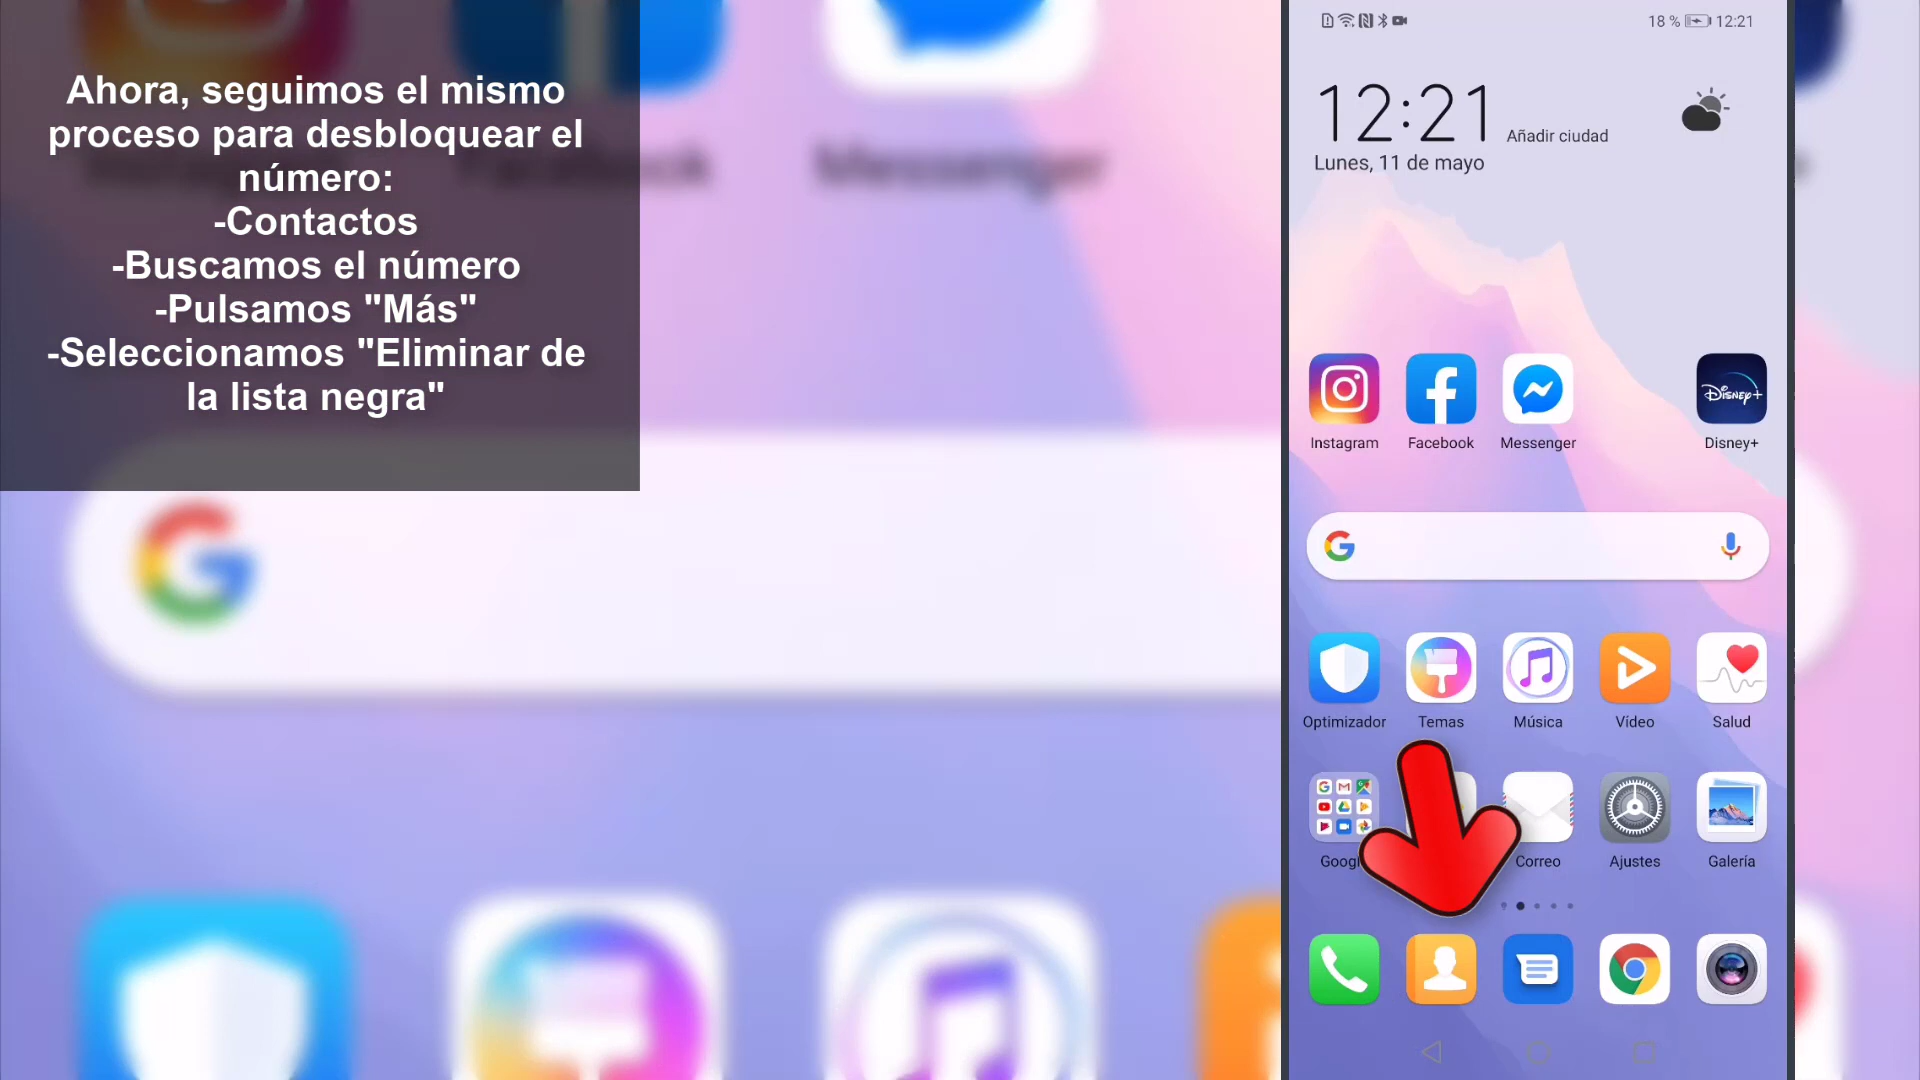 Ahora, seguimos el mismo
proceso para desbloquear el
número:
-Contactos
-Buscamos el número
-Pulsamos "Más"
-Seleccionamos "Eliminar de
la lista negra"
18 % 12:21
12:21 Añadir ciudad
Lunes, 11 de mayo
Disney+
Instagram Facebook Messenger Disney+
Optimizador Temas Música Vídeo Salud
Correo Ajustes Galería